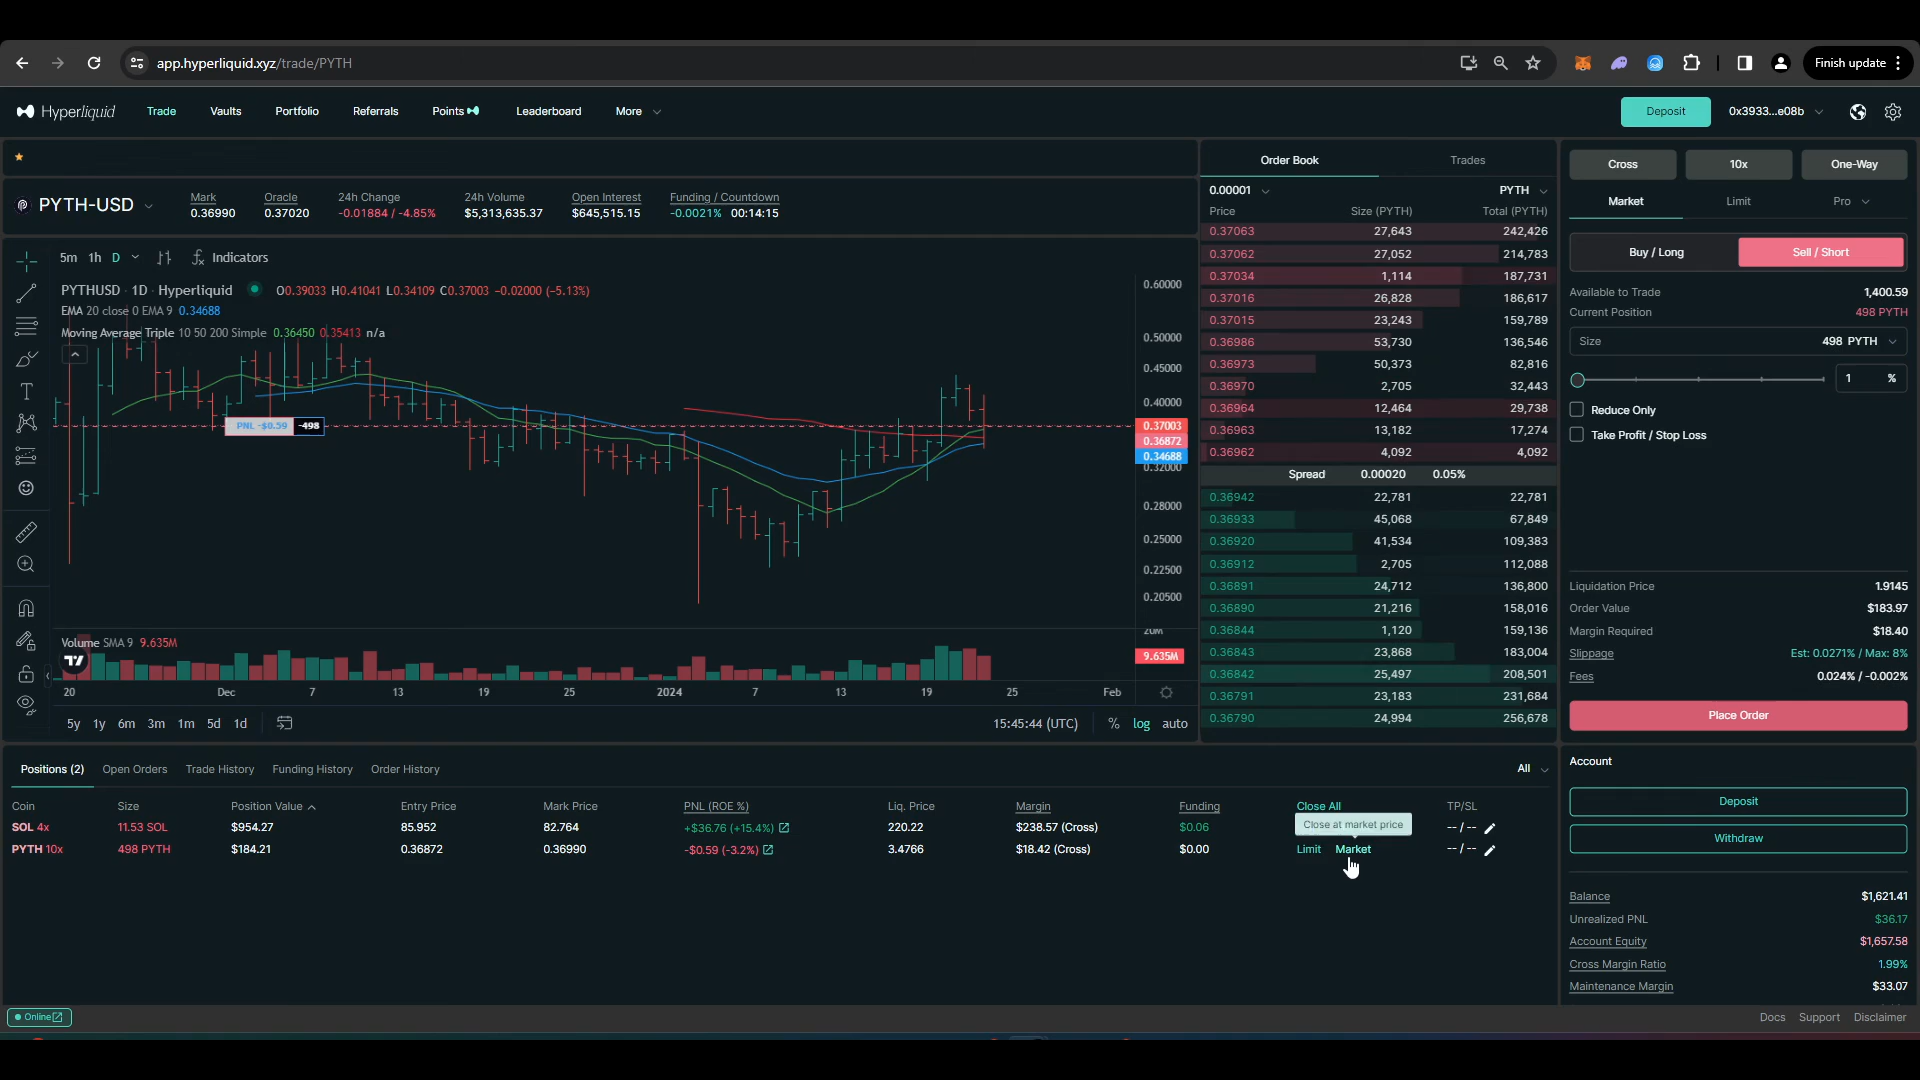 app.hyperliquid.xyz/trade/PYTH
Finish update
Hyperliquid Trade Vaults Portfolio Referrals Points Leaderboard More Deposit 0x3933...e08b
PYTH-USD
Mark 0.36990
Oracle 0.37020
24h Change -0.01884 / -4.85%
24h Volume $5,313,635.37
Open Interest $645,515.15
Funding / Countdown -0.0021% 00:14:15
5m 1h D Indicators
PYTHUSD · 1D · Hyperliquid O0.39033 H0.41041 L0.34109 C0.37003 -0.02000 (-5.13%)
EMA 20 close 0 EMA 9 0.34688
Moving Average Triple 10 50 200 Simple 0.36450 0.35413 n/a
PNL -$0.59 -498
0.60000
0.50000
0.45000
0.40000
0.37003
0.36872
0.34688
0.32000
0.28000
0.25000
0.22500
0.20500
20M
9.635M
Volume SMA 9 9.635M
20 Dec 7 13 19 25 2024 7 13 19 25 Feb
5y 1y 6m 3m 1m 5d 1d 15:45:44 (UTC) % log auto
Order Book Trades
0.00001 PYTH
Price Size (PYTH) Total (PYTH)
0.37063 27,643 242,426
0.37062 27,052 214,783
0.37034 1,114 187,731
0.37016 26,828 186,617
0.37015 23,243 159,789
0.36986 53,730 136,546
0.36973 50,373 82,816
0.36970 2,705 32,443
0.36964 12,464 29,738
0.36963 13,182 17,274
0.36962 4,092 4,092
Spread 0.00020 0.05%
0.36942 22,781 22,781
0.36933 45,068 67,849
0.36920 41,534 109,383
0.36912 2,705 112,088
0.36891 24,712 136,800
0.36890 21,216 158,016
0.36844 1,120 159,136
0.36843 23,868 183,004
0.36842 25,497 208,501
0.36791 23,183 231,684
0.36790 24,994 256,678
Cross 10x One-Way
Market Limit Pro
Buy / Long Sell / Short
Available to Trade 1,400.59
Current Position 498 PYTH
Size 498 PYTH
1 %
Reduce Only
Take Profit / Stop Loss
Liquidation Price 1.9145
Order Value $183.97
Margin Required $18.40
Slippage Est: 0.0271% / Max: 8%
Fees 0.024% / -0.002%
Place Order
Positions (2) Open Orders Trade History Funding History Order History All
Coin Size Position Value Entry Price Mark Price PNL (ROE %) Liq. Price Margin Funding Close All TP/SL
SOL 4x 11.53 SOL $954.27 85.952 82.764 +$36.76 (+15.4%) 220.22 $238.57 (Cross) $0.06 Close at market price -- / --
PYTH 10x 498 PYTH $184.21 0.36872 0.36990 -$0.59 (-3.2%) 3.4766 $18.42 (Cross) $0.00 Limit Market -- / --
Account
Deposit
Withdraw
Balance $1,621.41
Unrealized PNL $36.17
Account Equity $1,657.58
Cross Margin Ratio 1.99%
Maintenance Margin $33.07
Online Docs Support Disclaimer